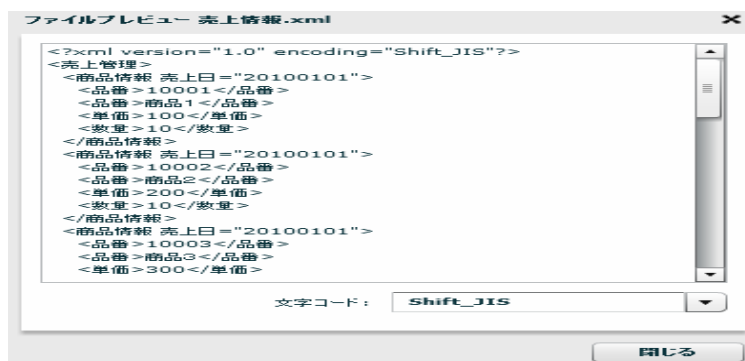 ファイルプレビュー 売上情報.xml
<?xml version="1.0" encoding="Shift_JIS"?>
<売上管理>
<商品情報 売上日="20100101">
<品番>10001</品番>
<品番>商品1</品番>
<単価>100</単価>
<数量>10</数量>
</商品情報>
<商品情報 売上日="20100101">
<品番>10002</品番>
<品番>商品2</品番>
<単価>200</単価>
<数量>10</数量>
</商品情報>
<商品情報 売上日="20100101">
<品番>10003</品番>
<品番>商品3</品番>
<単価>300</単価>
文字コード： Shift_JIS
閉じる